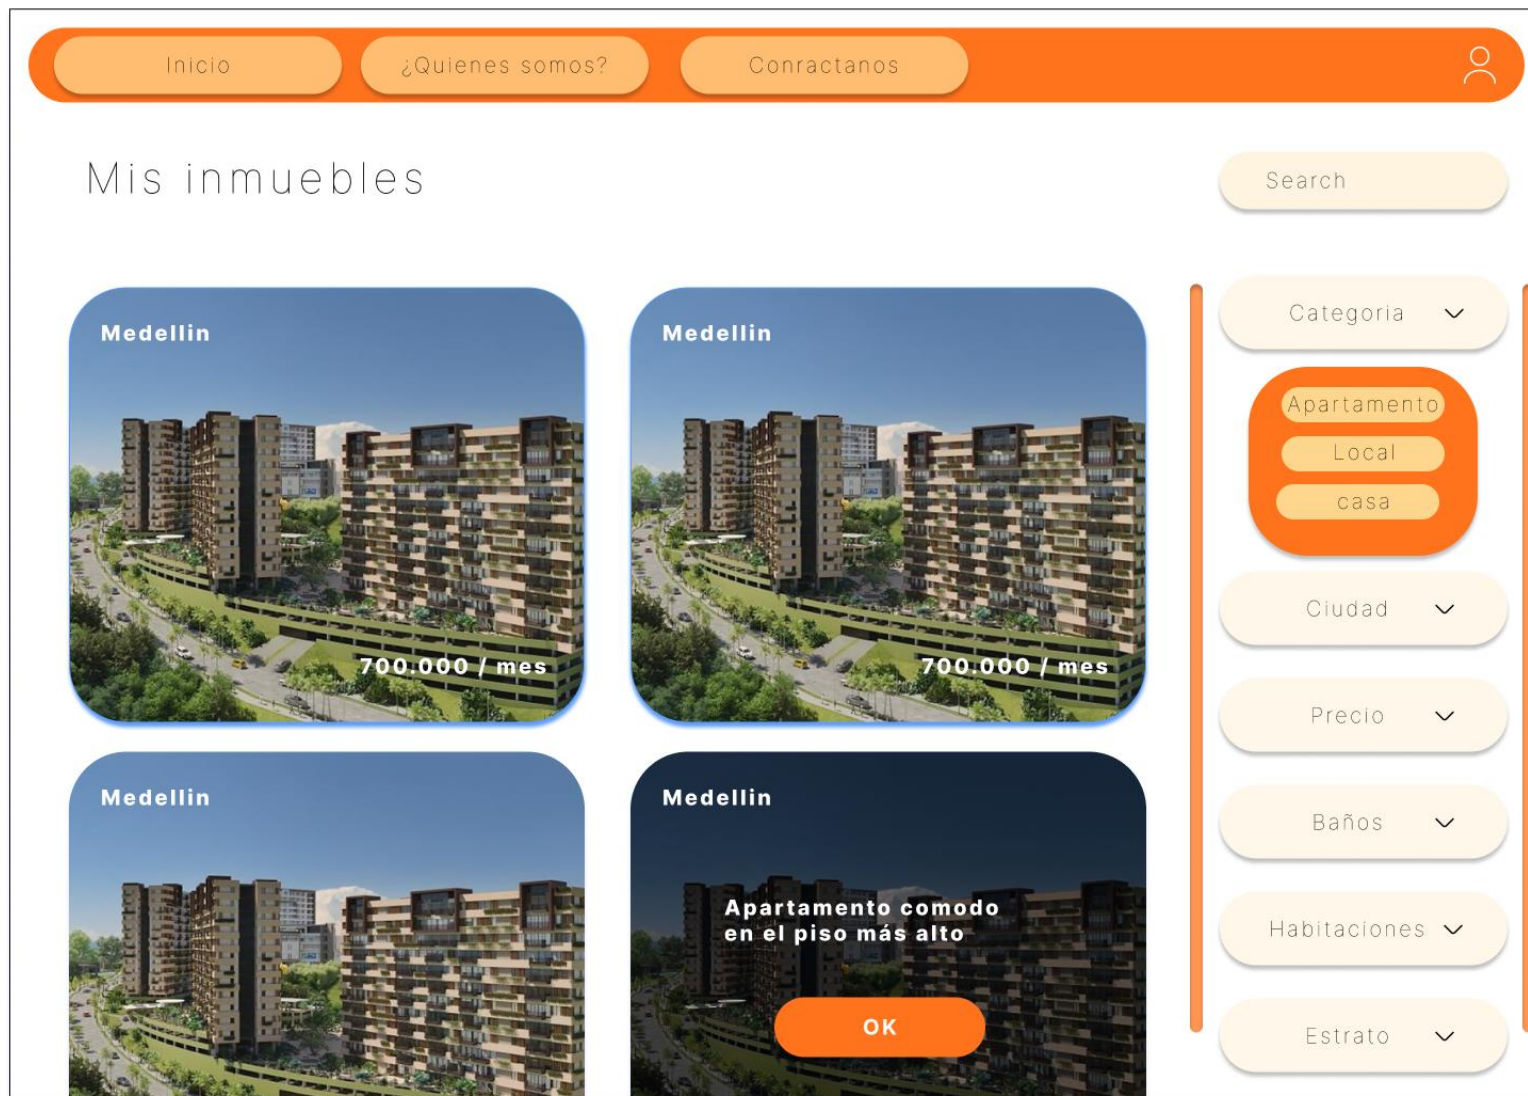 Inicio
¿Quienes somos?
Conractanos
Mis inmuebles
Search
Medellin
700.000 / mes
Medellin
700.000 / mes
Medellin
Medellin
Apartamento comodo
en el piso más alto
OK
Categoria
Apartamento
Local
casa
Ciudad
Precio
Baños
Habitaciones
Estrato